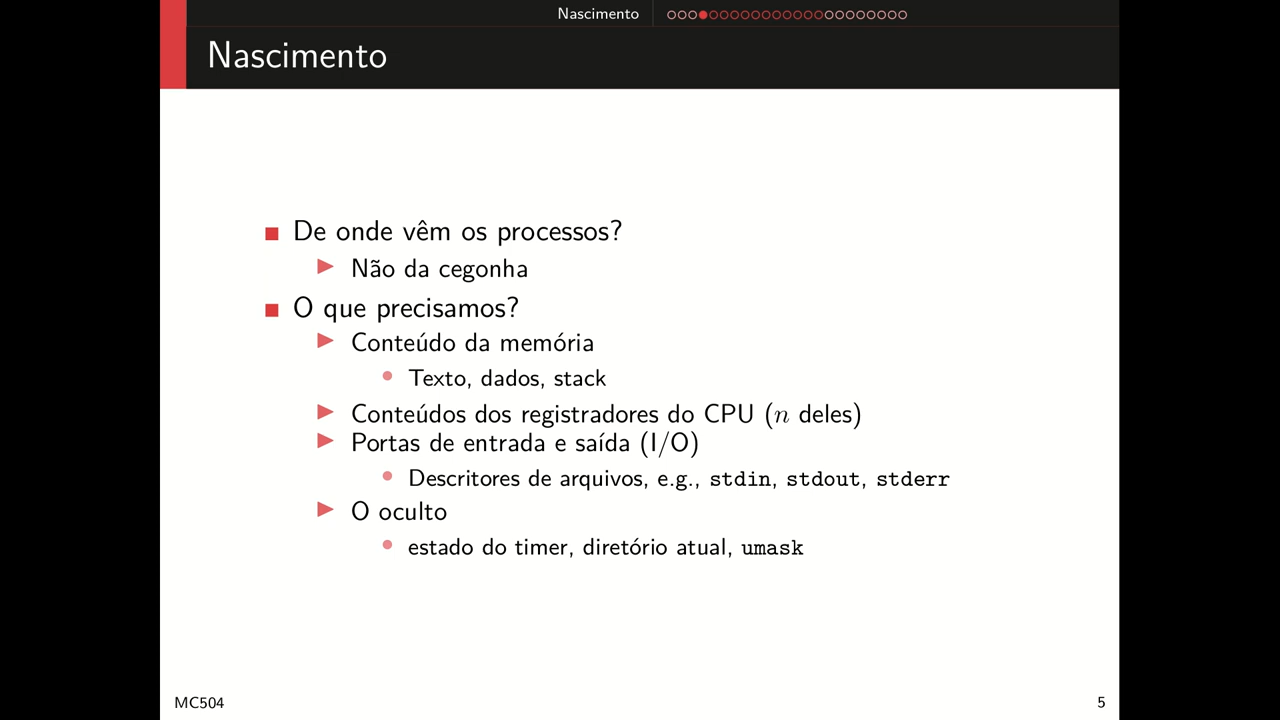 Nascimento
Nascimento
De onde vêm os processos?
Não da cegonha
O que precisamos?
Conteúdo da memória
Texto, dados, stack
Conteúdos dos registradores do CPU (n deles)
Portas de entrada e saída (I/O)
Descritores de arquivos, e.g., stdin, stdout, stderr
O oculto
estado do timer, diretório atual, umask
MC504
5